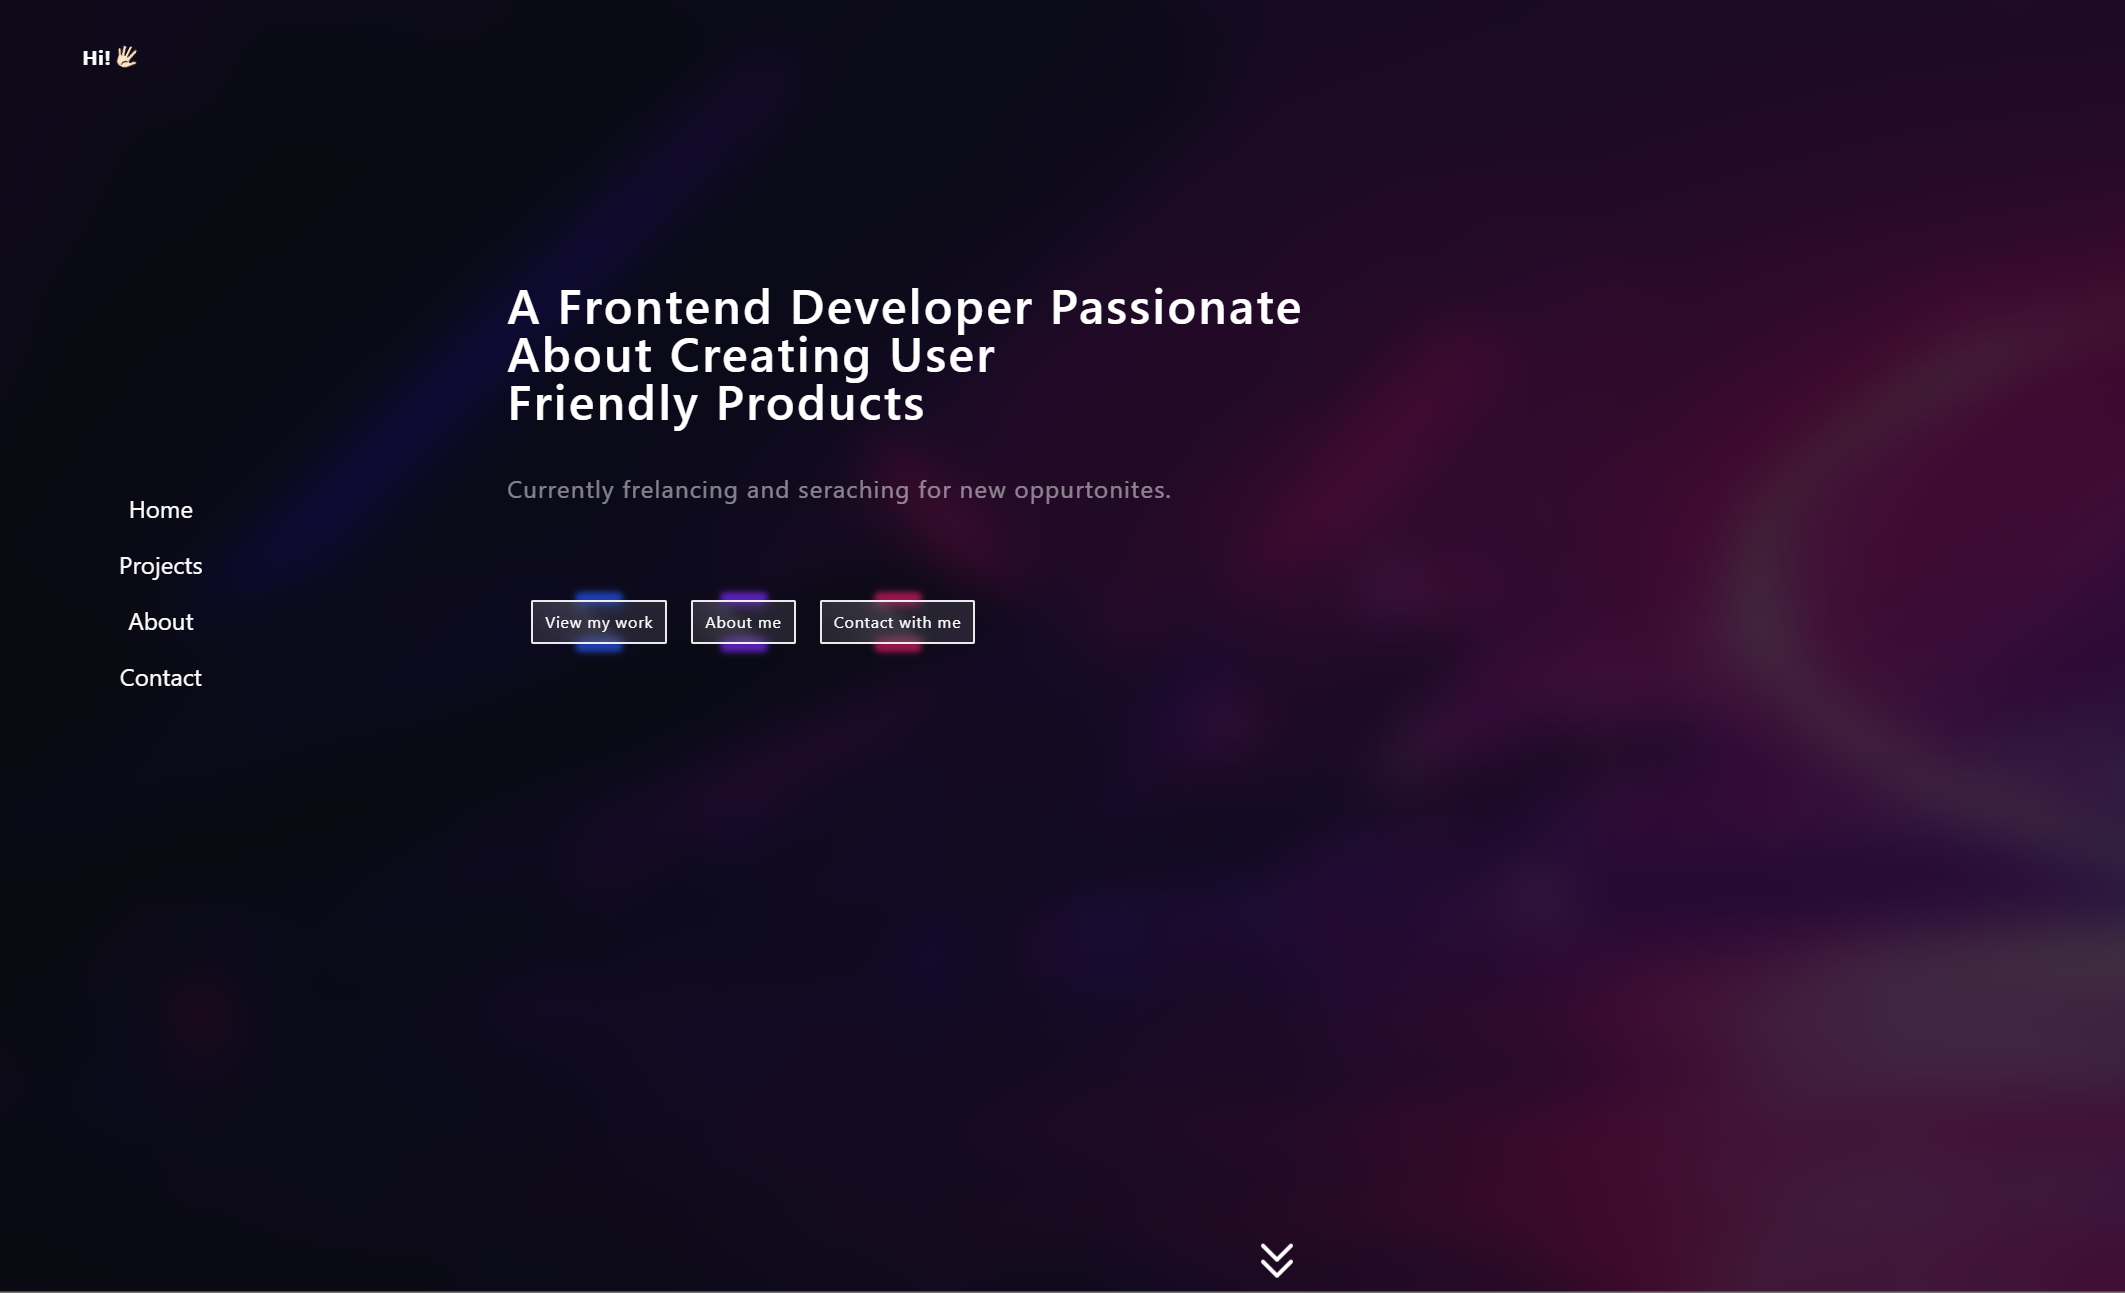 Hi! 🖐🏻
A Frontend Developer Passionate
About Creating User
Friendly Products
Currently frelancing and seraching for new oppurtonites.
Home
Projects
About
Contact
View my work
About me
Contact with me